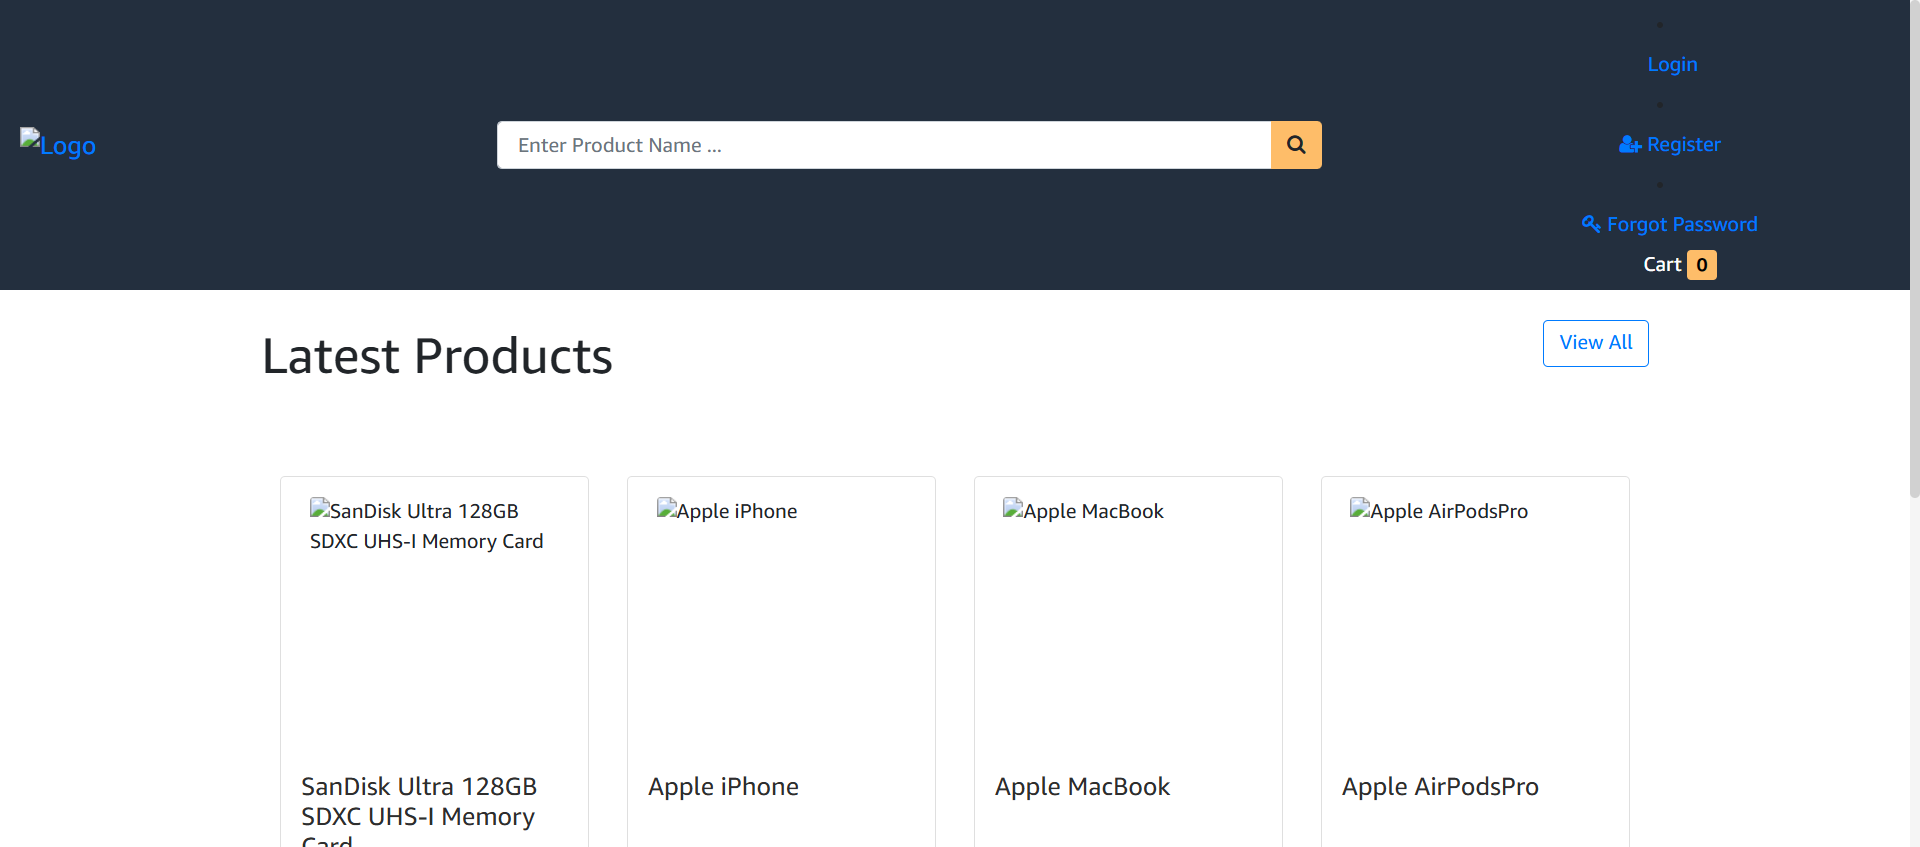 Login
Logo
Enter Product Name ...
Register
Forgot Password
Cart 0
Latest Products
View All
SanDisk Ultra 128GB
SDXC UHS-I Memory Card
Apple iPhone
Apple MacBook
Apple AirPodsPro
SanDisk Ultra 128GB
SDXC UHS-I Memory
Card
Apple iPhone
Apple MacBook
Apple AirPodsPro